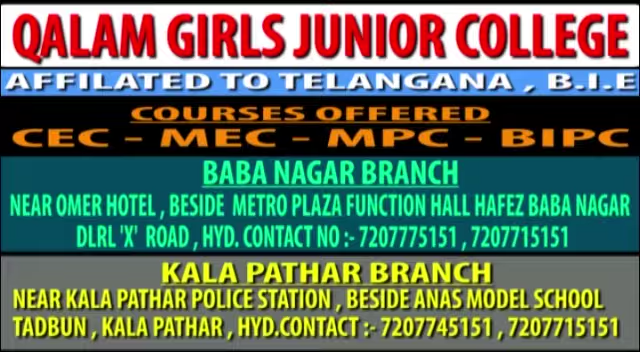 QALAM GIRLS JUNIOR COLLEGE
AFFILATED TO TELANGANA , B.I.E
COURSES OFFERED
CEC - MEC - MPC - BIPC
BABA NAGAR BRANCH
NEAR OMER HOTEL , BESIDE METRO PLAZA FUNCTION HALL HAFEZ BABA NAGAR
DLRL 'X' ROAD , HYD. CONTACT NO :- 7207775151 , 7207715151
KALA PATHAR BRANCH
NEAR KALA PATHAR POLICE STATION , BESIDE ANAS MODEL SCHOOL
TADBUN , KALA PATHAR , HYD.CONTACT :- 7207745151 , 7207715151